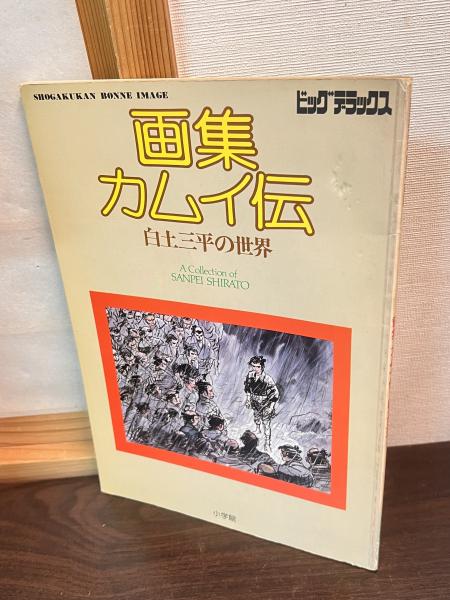 SHOGAKUKAN BONNE IMAGE
ビッグデラックス
画集
カムイ伝
白土三平の世界
A Collection of
SANPEI SHIRATO
小学館